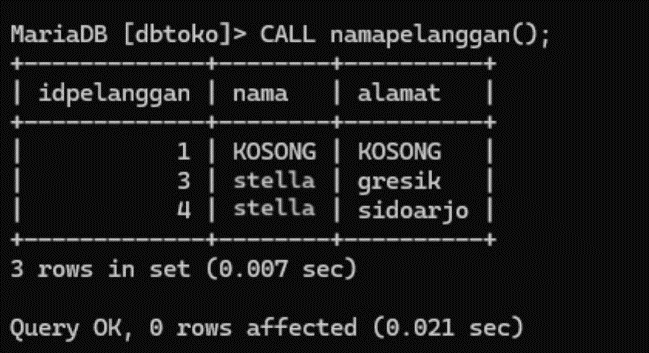 MariaDB [dbtoko]> CALL namapelanggan();
+-------------+--------+----------+
| idpelanggan | nama   | alamat   |
+-------------+--------+----------+
|           1 | KOSONG | KOSONG   |
|           3 | stella | gresik   |
|           4 | stella | sidoarjo |
+-------------+--------+----------+
3 rows in set (0.007 sec)
Query OK, 0 rows affected (0.021 sec)